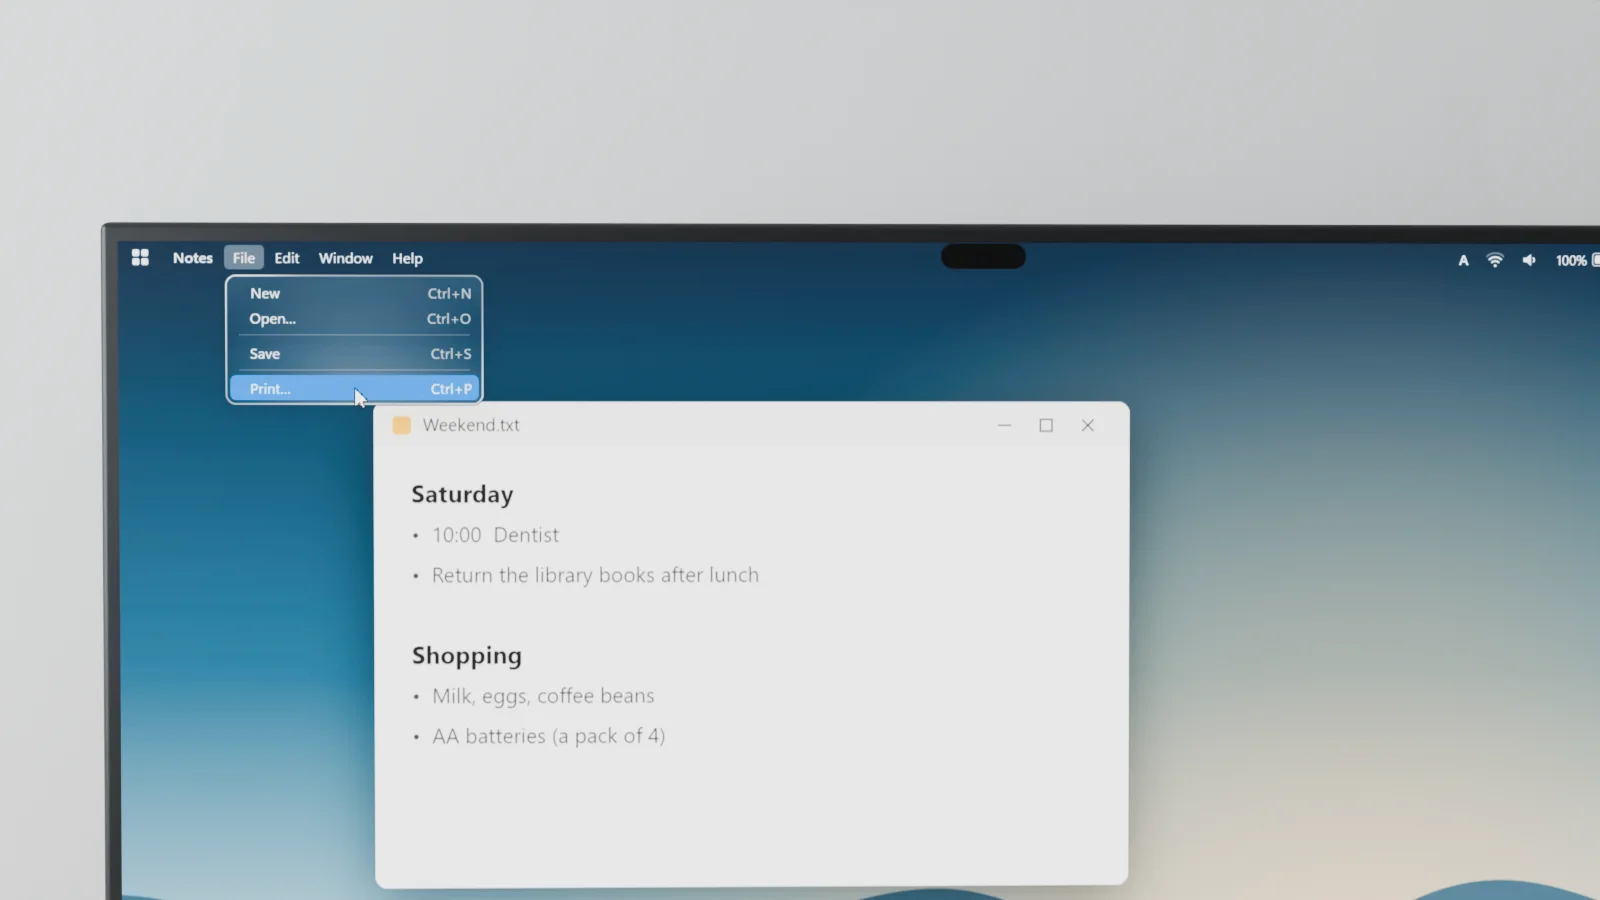 Notes File Edit Window Help
A 100%
New Ctrl+N
Open... Ctrl+O
Save Ctrl+S
Print... Ctrl+P
Weekend.txt
Saturday
• 10:00 Dentist
• Return the library books after lunch
Shopping
• Milk, eggs, coffee beans
• AA batteries (a pack of 4)